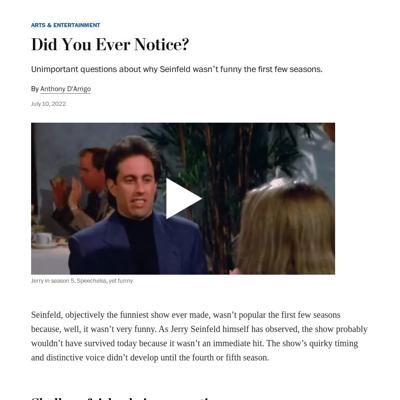 ARTS & ENTERTAINMENT
Did You Ever Notice?
Unimportant questions about why Seinfeld wasn't funny the first few seasons.
By Anthony D'Arrigo
July 10, 2022
Jerry in season 5. Speechelss, yet funny
Seinfeld, objectively the funniest show ever made, wasn't popular the first few seasons
because, well, it wasn't very funny. As Jerry Seinfeld himself has observed, the show probably
wouldn't have survived today because it wasn't an immediate hit. The show's quirky timing
and distinctive voice didn't develop until the fourth or fifth season.